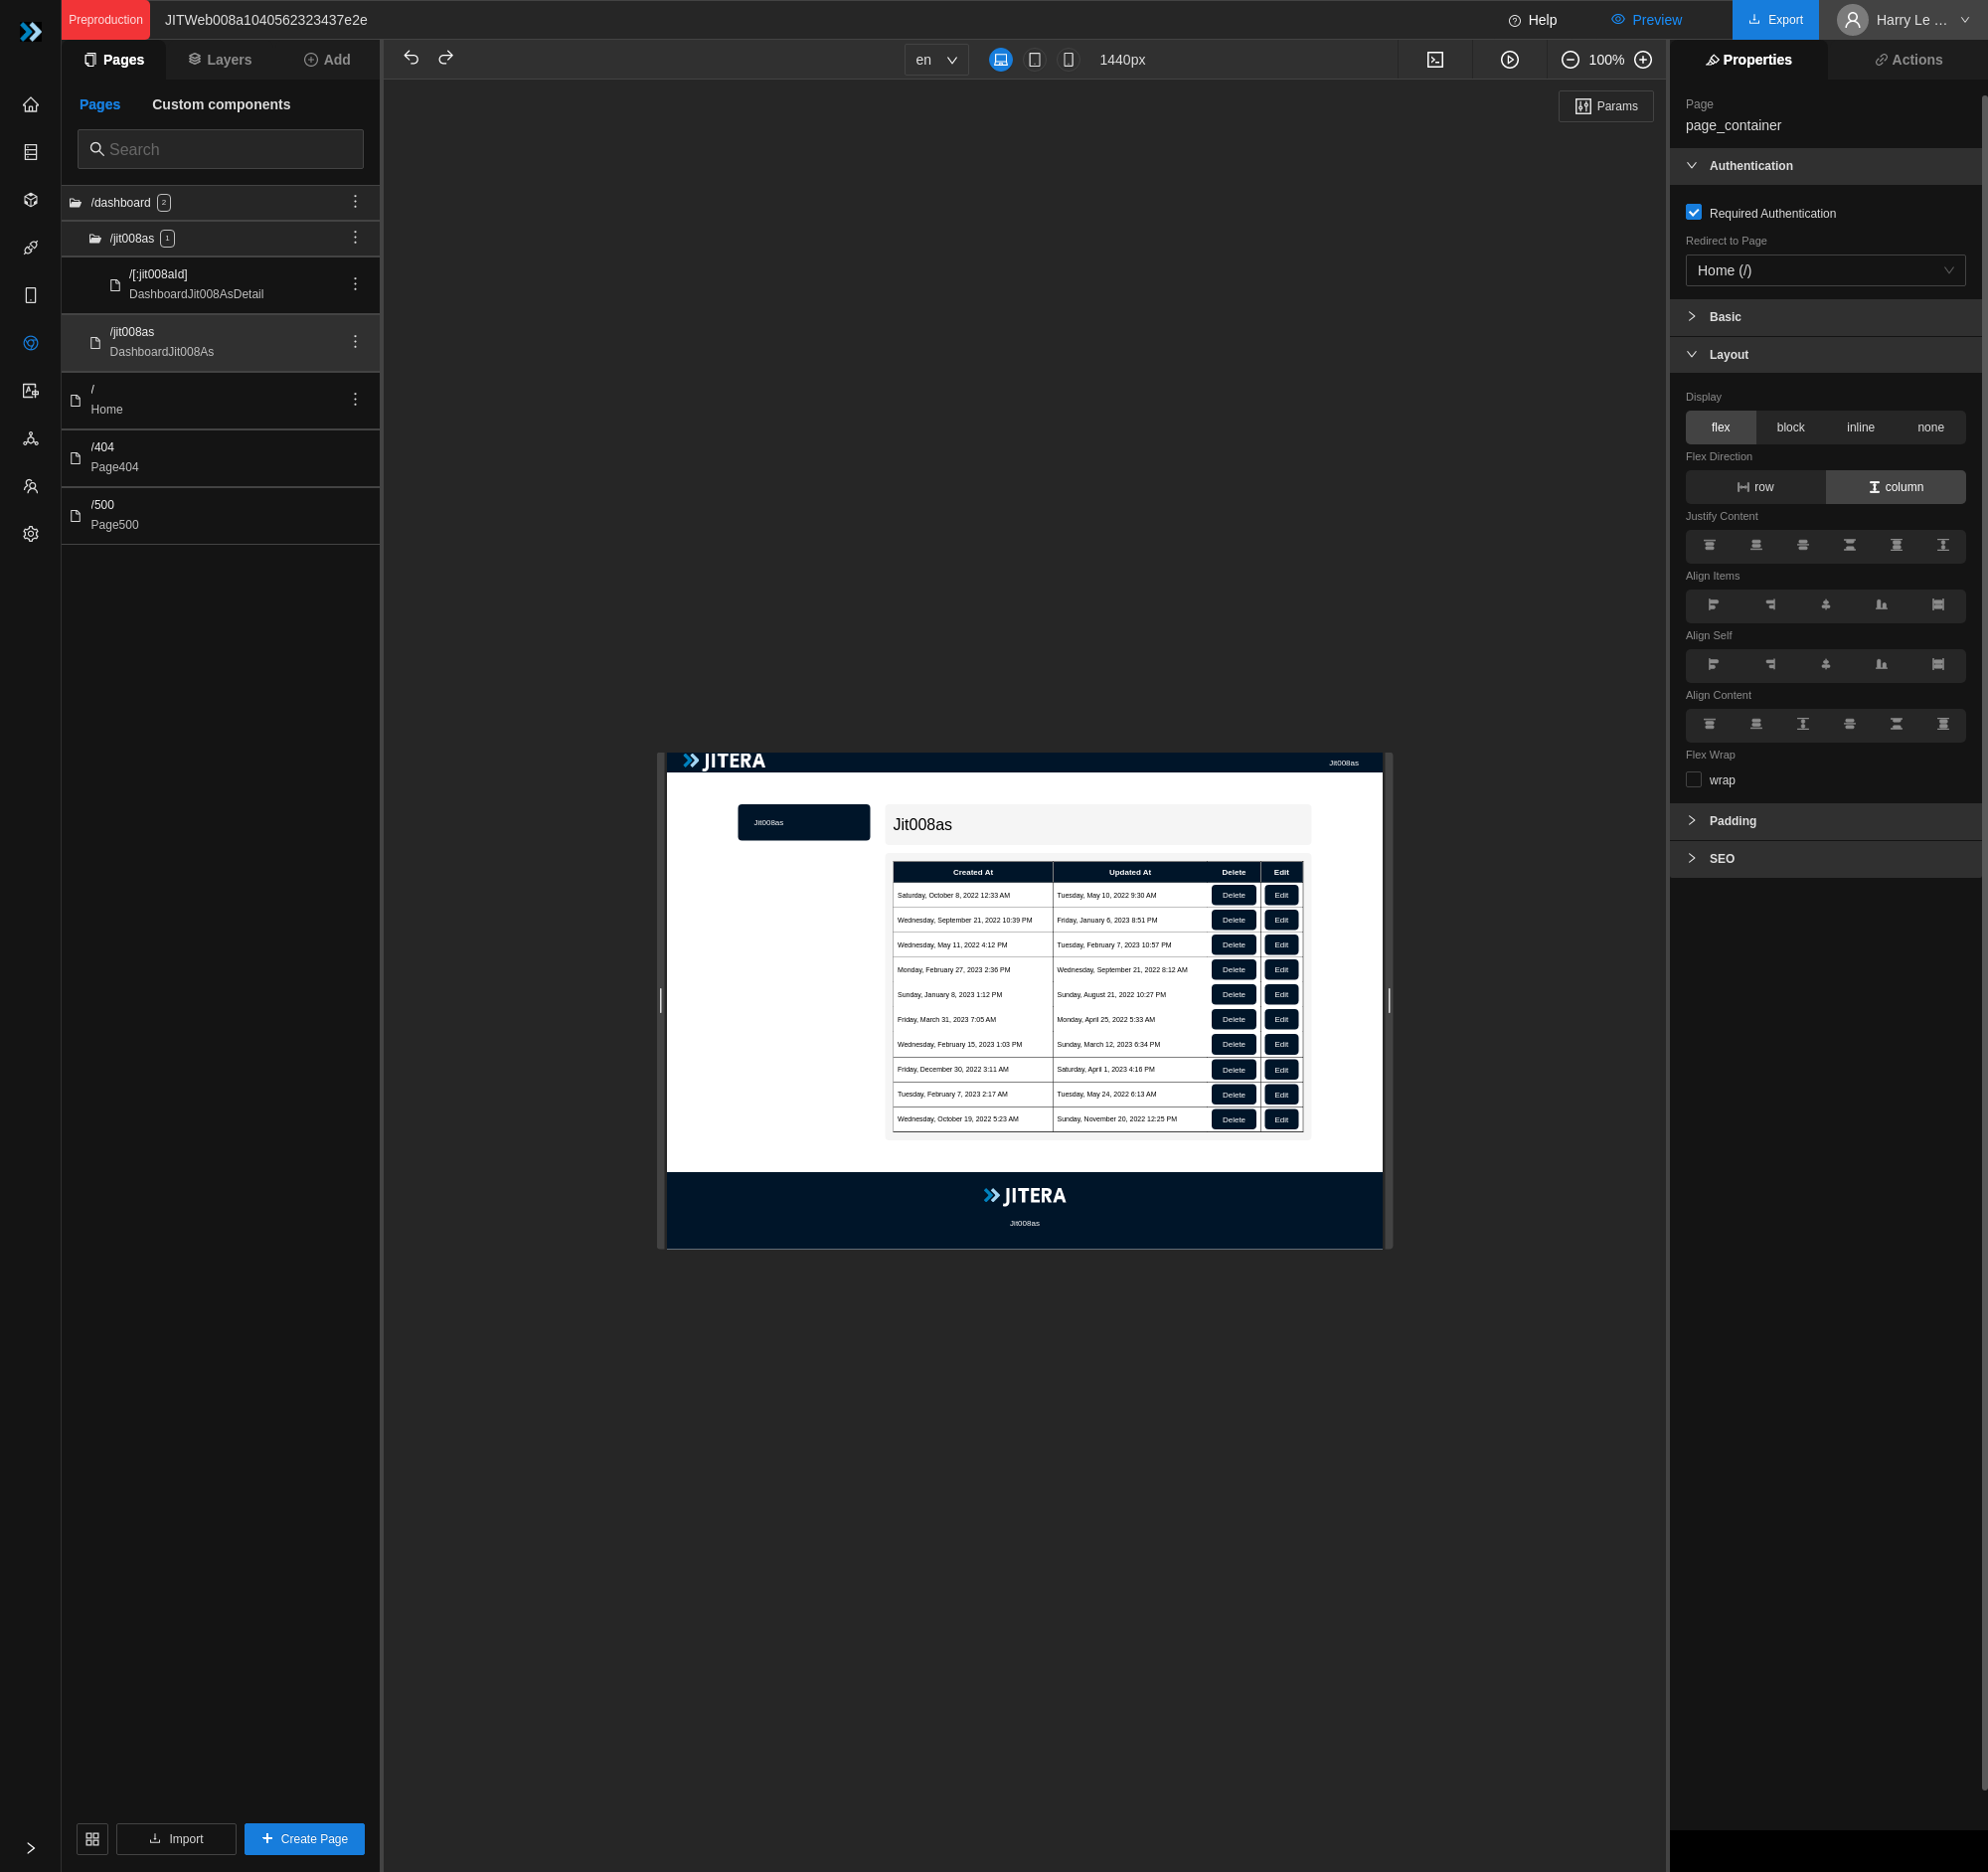 Preproduction
JITWeb008a1040562323437e2e
Help
Preview
Export
Harry Le ...
Pages
Layers
Add
en
1440px
100%
Properties
Actions
Pages
Custom components
Search
/dashboard 2
/jit008as 1
/[:jit008aId]
DashboardJit008AsDetail
/jit008as
DashboardJit008As
/
Home
/404
Page404
/500
Page500
Import
Create Page
Params
JITERA
Jit008as
Jit008as
Jit008as
Created At Updated At Delete Edit
Saturday, October 8, 2022 12:33 AM Tuesday, May 10, 2022 9:30 AM Delete Edit
Wednesday, September 21, 2022 10:39 PM Friday, January 6, 2023 8:51 PM Delete Edit
Wednesday, May 11, 2022 4:12 PM Tuesday, February 7, 2023 10:57 PM Delete Edit
Monday, February 27, 2023 2:36 PM Wednesday, September 21, 2022 8:12 AM Delete Edit
Sunday, January 8, 2023 1:12 PM Sunday, August 21, 2022 10:27 PM Delete Edit
Friday, March 31, 2023 7:05 AM Monday, April 25, 2022 5:33 AM Delete Edit
Wednesday, February 15, 2023 1:03 PM Sunday, March 12, 2023 6:34 PM Delete Edit
Friday, December 30, 2022 3:11 AM Saturday, April 1, 2023 4:16 PM Delete Edit
Tuesday, February 7, 2023 2:17 AM Tuesday, May 24, 2022 6:13 AM Delete Edit
Wednesday, October 19, 2022 5:23 AM Sunday, November 20, 2022 12:25 PM Delete Edit
JITERA
Jit008as
Page
page_container
Authentication
Required Authentication
Redirect to Page
Home (/)
Basic
Layout
Display
flex block inline none
Flex Direction
row column
Justify Content
Align Items
Align Self
Align Content
Flex Wrap
wrap
Padding
SEO